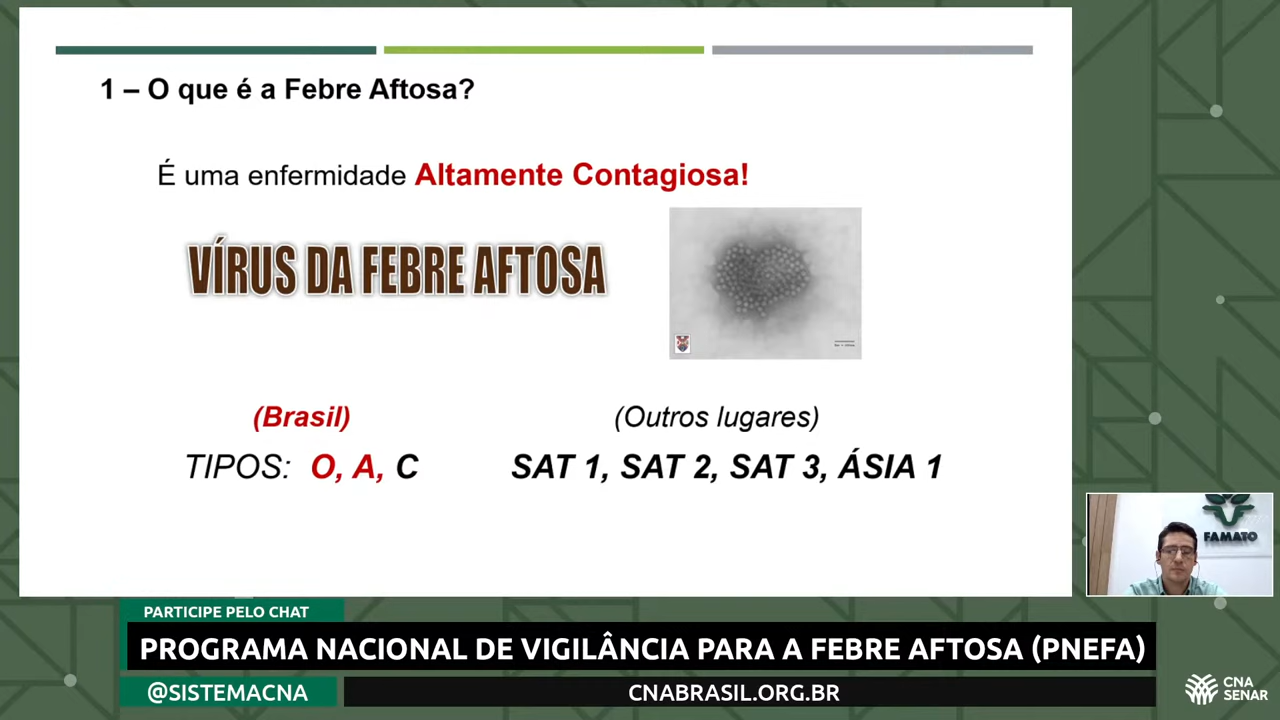 1 – O que é a Febre Aftosa?
É uma enfermidade Altamente Contagiosa!
VÍRUS DA FEBRE AFTOSA
(Brasil)
TIPOS: O, A, C
(Outros lugares)
SAT 1, SAT 2, SAT 3, ÁSIA 1
FAMATO
PARTICIPE PELO CHAT
PROGRAMA NACIONAL DE VIGILÂNCIA PARA A FEBRE AFTOSA (PNEFA)
@SISTEMACNA
CNABRASIL.ORG.BR
CNA
SENAR